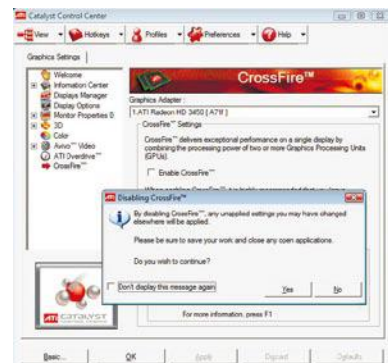 Catalyst Control Center
View Hotkeys Profiles Preferences Help
Graphics Settings
Welcome
Information Center
Displays Manager
Display Options
Monitor Properties 0
3D
Color
Avivo™ Video
ATI Overdrive™
CrossFire™
CrossFire™
Graphics Adapter :
1.ATI Radeon HD 3450 [ A71f ]
CrossFire™ Settings
CrossFire™ delivers exceptional performance on a single display by
combining the processing power of two or more Graphics Processing Units
(GPUs).
Enable CrossFire™
Disabling CrossFire™
By disabling CrossFire™, any unapplied settings you may have changed
elsewhere will be applied.
Please be sure to save your work and close any open applications.
Do you wish to continue?
Don't display this message again
Yes No
ATI CATALYST
For more information, press F1
Basic... OK Apply Discard Defaults